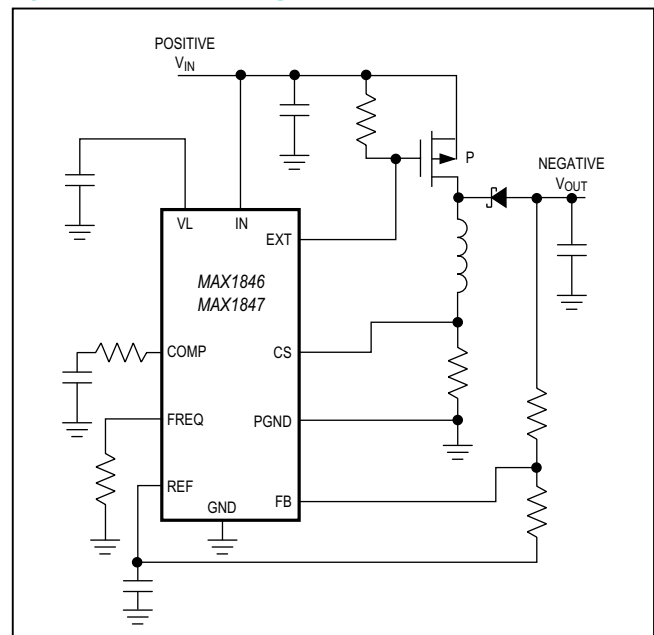 POSITIVE
VIN
P
NEGATIVE
VOUT
VL
IN
EXT
MAX1846
MAX1847
COMP
CS
FREQ
PGND
REF
GND
FB